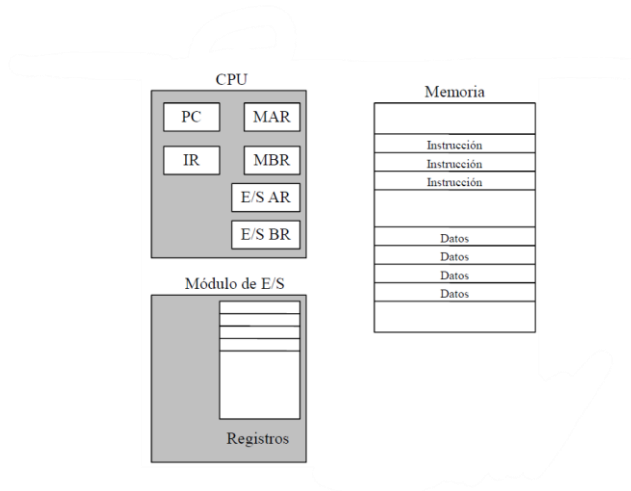 CPU
PC
MAR
IR
MBR
E/S AR
E/S BR
Módulo de E/S
Registros
Memoria
Instrucción
Instrucción
Instrucción
Datos
Datos
Datos
Datos